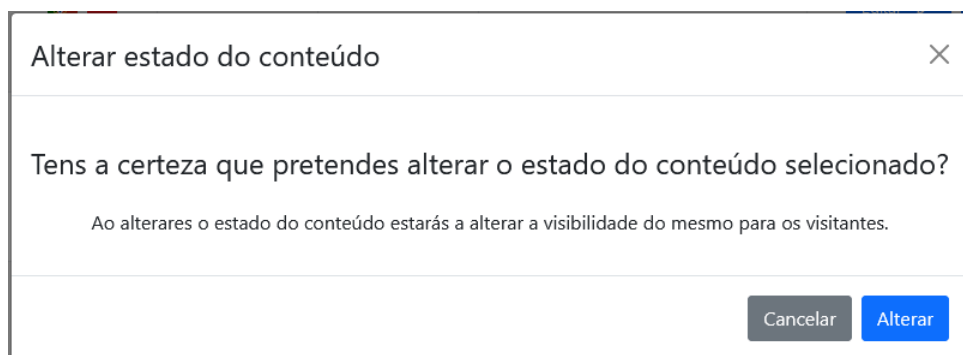 Alterar estado do conteúdo
Tens a certeza que pretendes alterar o estado do conteúdo selecionado?
Ao alterares o estado do conteúdo estarás a alterar a visibilidade do mesmo para os visitantes.
Cancelar
Alterar